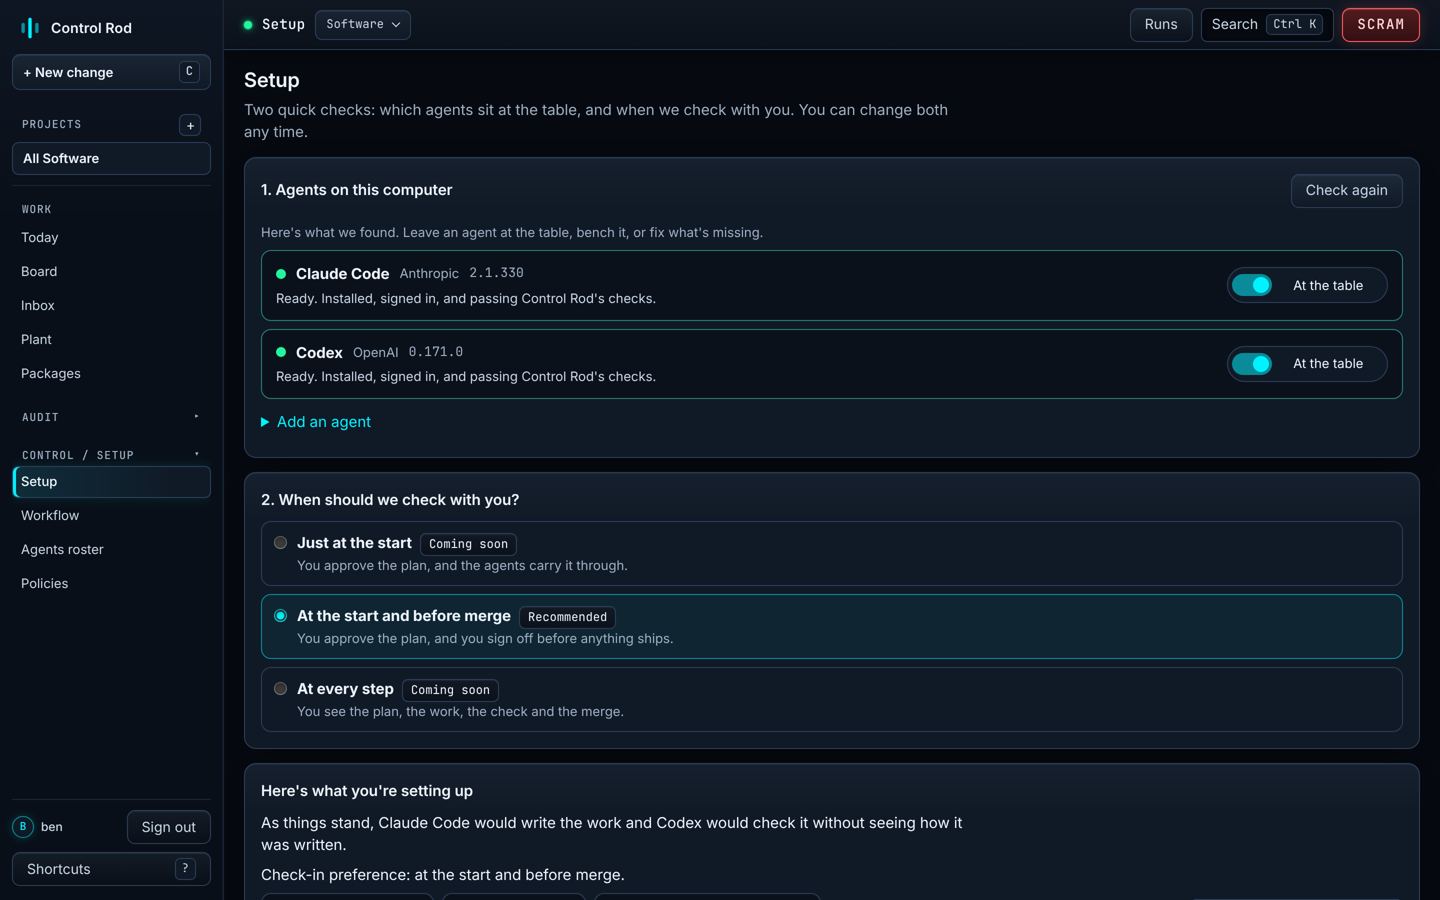 Control Rod
+ New change C
PROJECTS +
All Software
WORK
Today
Board
Inbox
Plant
Packages
AUDIT
CONTROL / SETUP
Setup
Workflow
Agents roster
Policies
B ben Sign out
Shortcuts ?
Setup Software Runs Search Ctrl K SCRAM
Setup
Two quick checks: which agents sit at the table, and when we check with you. You can change both
any time.
1. Agents on this computer Check again
Here's what we found. Leave an agent at the table, bench it, or fix what's missing.
Claude Code Anthropic 2.1.330
Ready. Installed, signed in, and passing Control Rod's checks.
At the table
Codex OpenAI 0.171.0
Ready. Installed, signed in, and passing Control Rod's checks.
At the table
Add an agent
2. When should we check with you?
Just at the start Coming soon
You approve the plan, and the agents carry it through.
At the start and before merge Recommended
You approve the plan, and you sign off before anything ships.
At every step Coming soon
You see the plan, the work, the check and the merge.
Here's what you're setting up
As things stand, Claude Code would write the work and Codex would check it without seeing how it
was written.
Check-in preference: at the start and before merge.